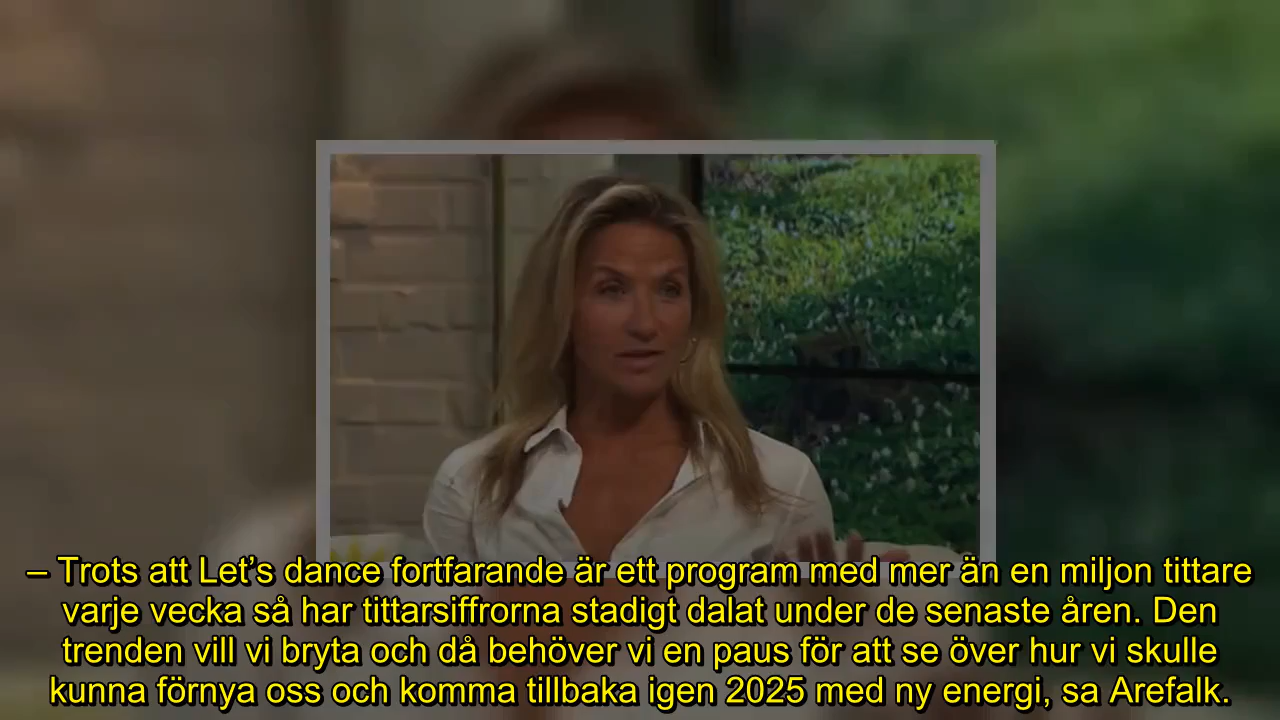 – Trots att Let’s dance fortfarande är ett program med mer än en miljon tittare
varje vecka så har tittarsiffrorna stadigt dalat under de senaste åren. Den
trenden vill vi bryta och då behöver vi en paus för att se över hur vi skulle
kunna förnya oss och komma tillbaka igen 2025 med ny energi, sa Arefalk.